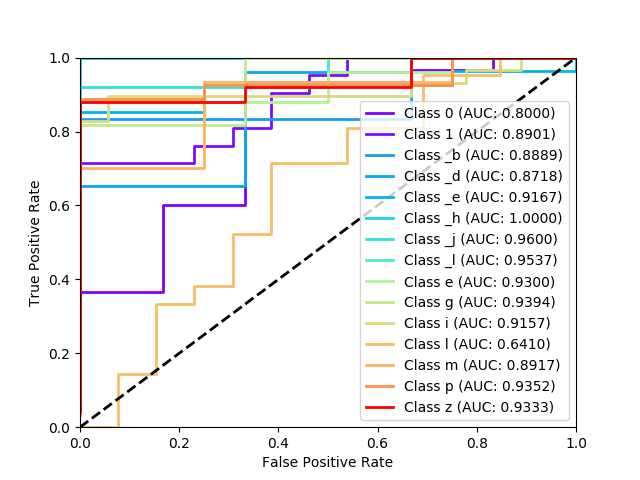 1.0
0.8
0.6
0.4
0.2
0.0
True Positive Rate
Class 0 (AUC: 0.8000)
Class 1 (AUC: 0.8901)
Class _b (AUC: 0.8889)
Class _d (AUC: 0.8718)
Class _e (AUC: 0.9167)
Class _h (AUC: 1.0000)
Class _j (AUC: 0.9600)
Class _l (AUC: 0.9537)
Class e (AUC: 0.9300)
Class g (AUC: 0.9394)
Class i (AUC: 0.9157)
Class l (AUC: 0.6410)
Class m (AUC: 0.8917)
Class p (AUC: 0.9352)
Class z (AUC: 0.9333)
0.0 0.2 0.4 0.6 0.8 1.0
False Positive Rate